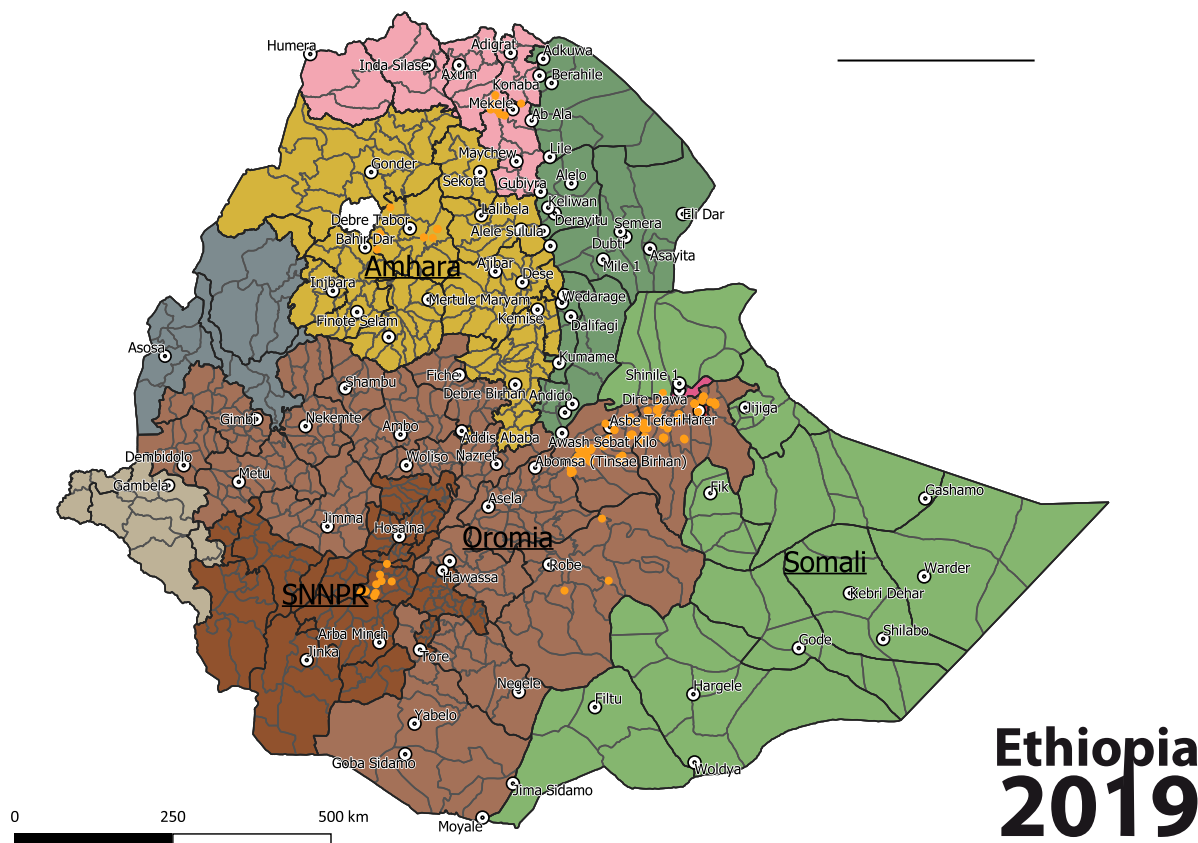 Humera
Adigrat
Adkuwa
Inda Silase
Axum
Berahile
Konaba
Mekele
Ab Ala
Lile
Maychew
Gonder
Sekota
Alelo
Gubiyra
Keliwan
Lalibela
Debre Tabor
Derayitu
Eli Dar
Semera
Alele Sulula
Bahir Dar
Dubti
Asayita
Amhara
Ajibar
Mile 1
Dese
Injibara
Mertule Maryam
Wedarage
Kemise
Finote Selam
Dalifagi
Asosa
Kumame
Shambu
Fiche
Shinile 1
Debre Birhan
Andido
Dire Dawa
Jijiga
Gimbi
Nekemte
Ambo
Asbe Teferi
Harer
Addis Ababa
Awash Sebat Kilo
Dembidolo
Woliso
Nazret
Abomsa (Tinsae Birhan)
Metu
Gambela
Fik
Gashamo
Asela
Jimma
Hosaina
Oromia
Somali
Robe
Warder
Hawassa
SNNPR
Kebri Dehar
Arba Minch
Shilabo
Gode
Jinka
Tore
Negele
Hargele
Filtu
Yabelo
Goba Sidamo
Woldya
Jima Sidamo
Moyale
Ethiopia
2019
0 250 500 km